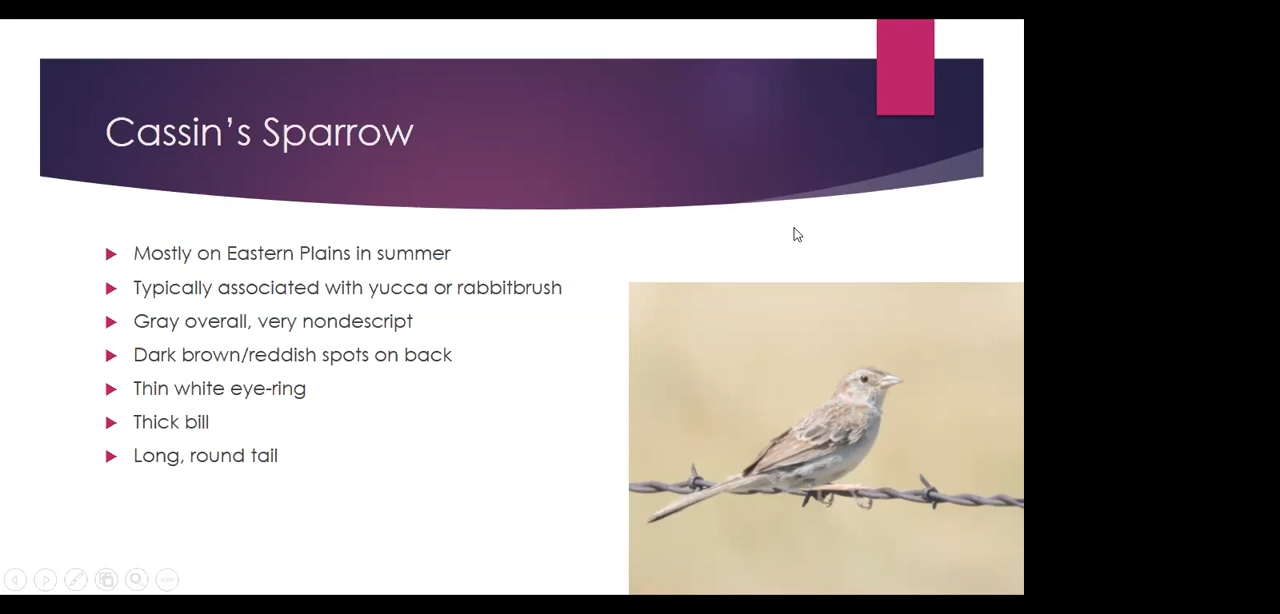 Cassin's Sparrow
Mostly on Eastern Plains in summer
Typically associated with yucca or rabbitbrush
Gray overall, very nondescript
Dark brown/reddish spots on back
Thin white eye-ring
Thick bill
Long, round tail